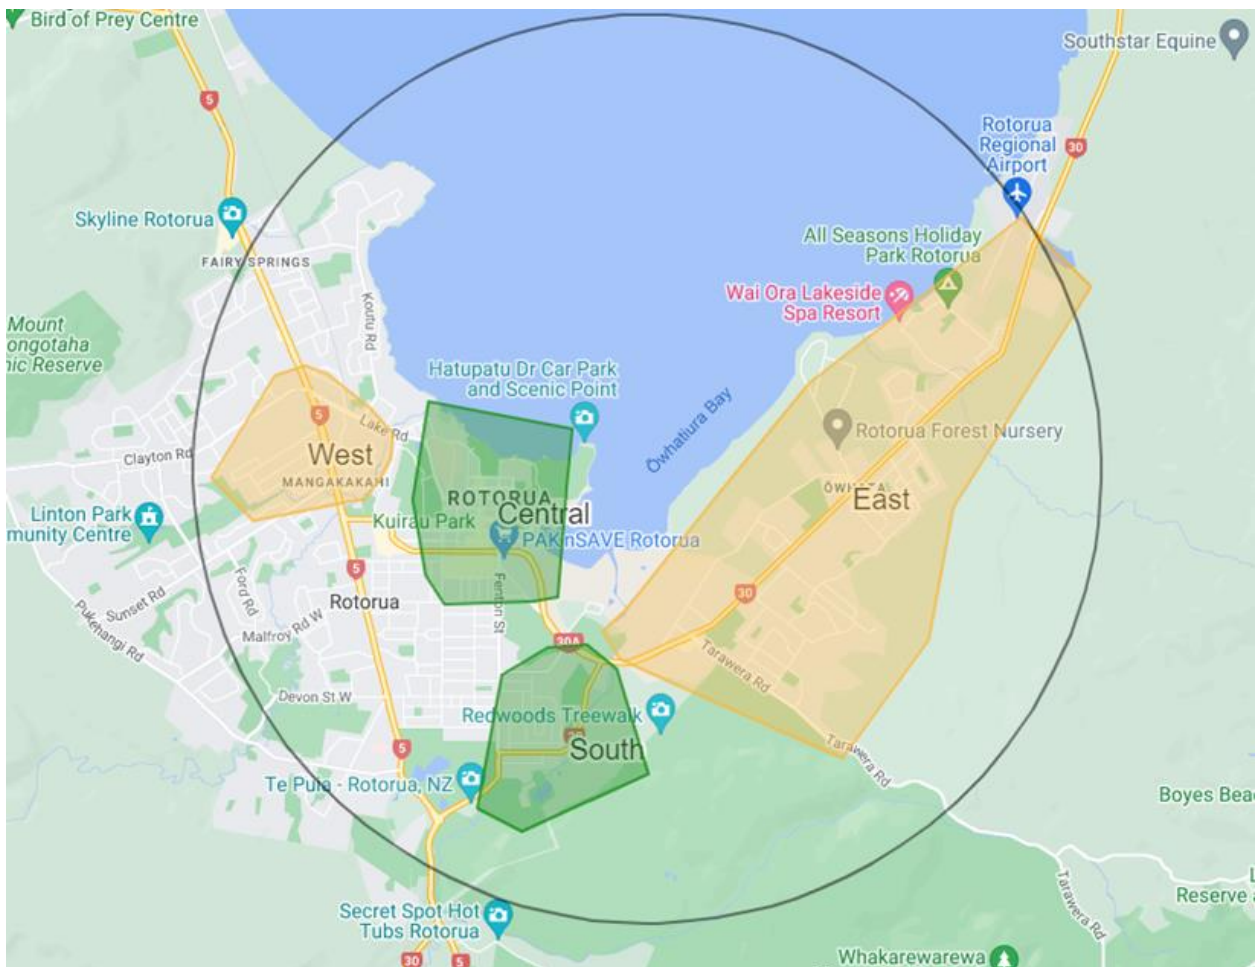 Bird of Prey Centre
Southstar Equine
5
30
Rotorua
Regional
Airport
Skyline Rotorua
FAIRY SPRINGS
All Seasons Holiday
Park Rotorua
Wai Ora Lakeside
Spa Resort
Koutu Rd
Mount
ongotaha
nic Reserve
Hatupatu Dr Car Park
and Scenic Point
Ōwhatiura Bay
5
Lake Rd
Rotorua Forest Nursery
Clayton Rd
West
MANGAKAKAHI
ŌWHATA
East
ROTORUA
Central
Linton Park
munity Centre
Kuirau Park
PAKnSAVE Rotorua
5
Ford Rd
Sunset Rd
Rotorua
Fenton St
30
Pukehangi Rd
Malfroy Rd W
30A
Tarawera Rd
Devon St W
Redwoods Treewalk
South
5
Tarawera Rd
Te Puia - Rotorua, NZ
Boyes Bea
Tarawera Rd
L
Reserve a
Secret Spot Hot
Tubs Rotorua
30
5
Whakarewarewa